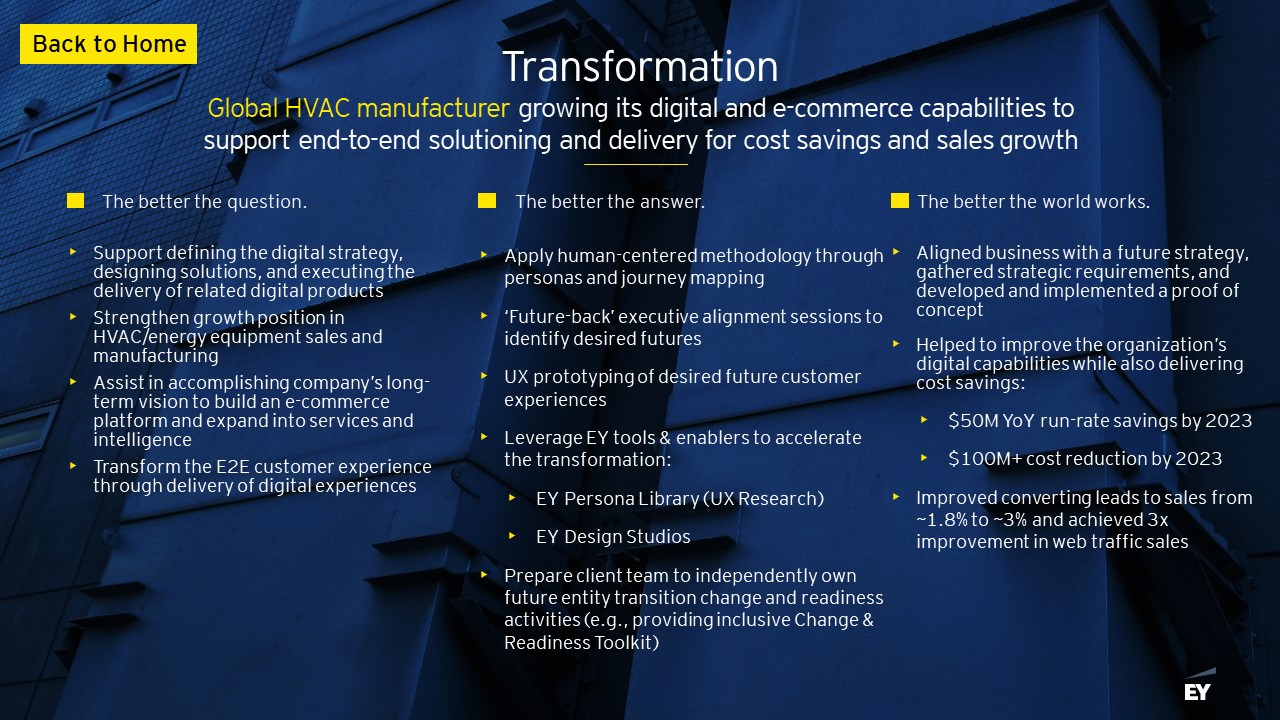 Back to Home
Transformation
Global HVAC manufacturer growing its digital and e-commerce capabilities to
support end-to-end solutioning and delivery for cost savings and sales growth
The better the question.
Support defining the digital strategy,
designing solutions, and executing the
delivery of related digital products
Strengthen growth position in
HVAC/energy equipment sales and
manufacturing
Assist in accomplishing company's long-
term vision to build an e-commerce
platform and expand into services and
intelligence
Transform the E2E customer experience
through delivery of digital experiences
The better the answer.
Apply human-centered methodology through
personas and journey mapping
‘Future-back’ executive alignment sessions to
identify desired futures
UX prototyping of desired future customer
experiences
Leverage EY tools & enablers to accelerate
the transformation:
EY Persona Library (UX Research)
EY Design Studios
Prepare client team to independently own
future entity transition change and readiness
activities (e.g., providing inclusive Change &
Readiness Toolkit)
The better the world works.
Aligned business with a future strategy,
gathered strategic requirements, and
developed and implemented a proof of
concept
Helped to improve the organization’s
digital capabilities while also delivering
cost savings:
$50M YoY run-rate savings by 2023
$100M+ cost reduction by 2023
Improved converting leads to sales from
~1.8% to ~3% and achieved 3x
improvement in web traffic sales
EY